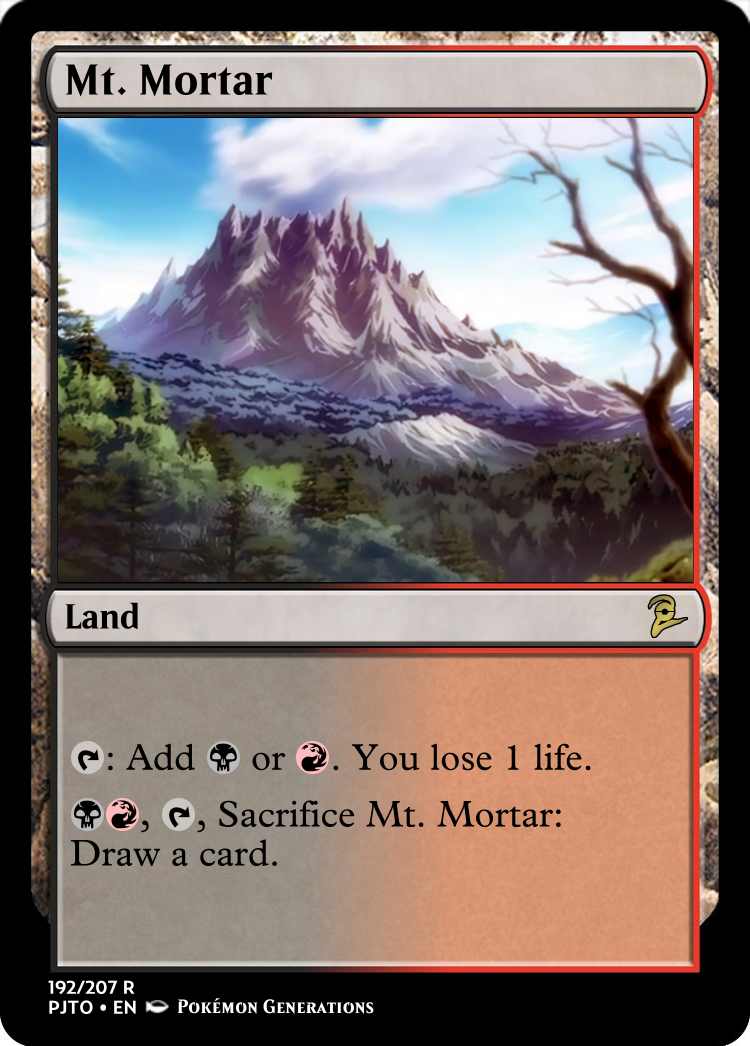 Mt. Mortar
Land
: Add or . You lose 1 life.
, , Sacrifice Mt. Mortar:
Draw a card.
192/207 R
PJTO • EN Pokémon Generations